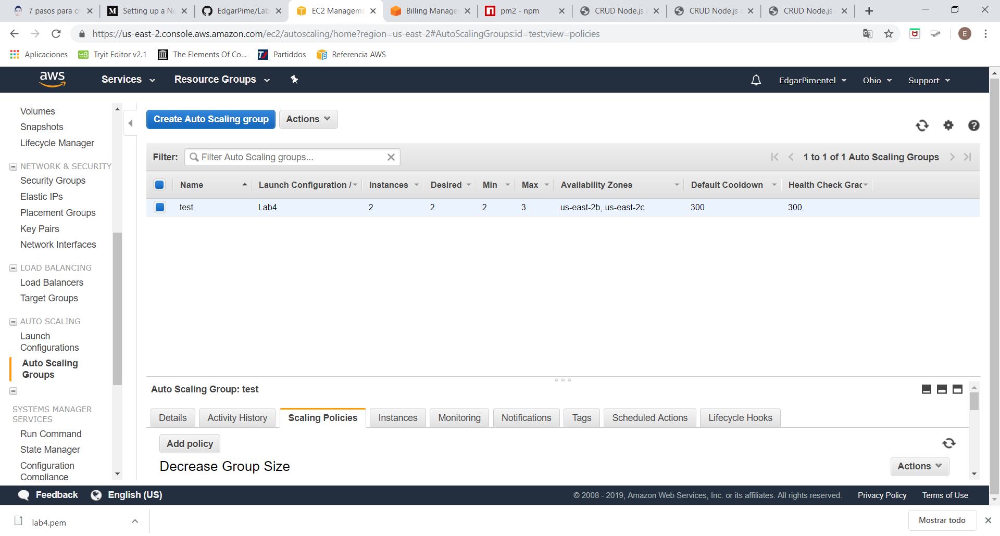 7 pasos para cr
Setting up a No
EdgarPime/Lab
EC2 Manageme
Billing Manage
pm2 - npm
CRUD Node.js
CRUD Node.js
CRUD Node.js
https://us-east-2.console.aws.amazon.com/ec2/autoscaling/home?region=us-east-2#AutoScalingGroups:id=test;view=policies
E
Aplicaciones
Tryit Editor v2.1
The Elements Of Co...
Partiddos
Referencia AWS
aws
Services
Resource Groups
EdgarPimentel
Ohio
Support
Volumes
Snapshots
Lifecycle Manager
NETWORK & SECURITY
Security Groups
Elastic IPs
Placement Groups
Key Pairs
Network Interfaces
LOAD BALANCING
Load Balancers
Target Groups
AUTO SCALING
Launch
Configurations
Auto Scaling
Groups
SYSTEMS MANAGER
SERVICES
Run Command
State Manager
Configuration
Compliance
Create Auto Scaling group
Actions
Filter:
Filter Auto Scaling groups...
1 to 1 of 1 Auto Scaling Groups
Name
Launch Configuration /
Instances
Desired
Min
Max
Availability Zones
Default Cooldown
Health Check Grac
test
Lab4
2
2
2
3
us-east-2b, us-east-2c
300
300
Auto Scaling Group: test
Details
Activity History
Scaling Policies
Instances
Monitoring
Notifications
Tags
Scheduled Actions
Lifecycle Hooks
Add policy
Decrease Group Size
Actions
Feedback
English (US)
© 2008 - 2019, Amazon Web Services, Inc. or its affiliates. All rights reserved.
Privacy Policy
Terms of Use
lab4.pem
Mostrar todo